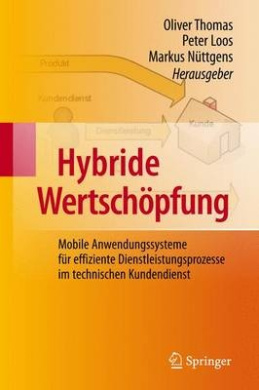 Oliver Thomas
Peter Loos
Markus Nüttgens
Herausgeber
Produkt
Kundendienst
Dienstleistung
Kunde
Hybride
Wertschöpfung
Mobile Anwendungssysteme
für effiziente Dienstleistungsprozesse
im technischen Kundendienst
Springer